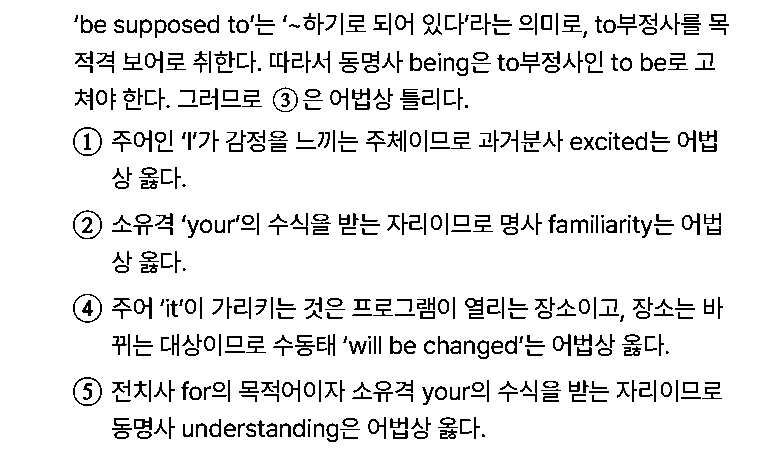 ‘be supposed to’는 ‘~하기로 되어 있다’라는 의미로, to부정사를 목
적격 보어로 취한다. 따라서 동명사 being은 to부정사인 to be로 고
쳐야 한다. 그러므로 ③은 어법상 틀리다.
① 주어인 ‘I’가 감정을 느끼는 주체이므로 과거분사 excited는 어법
상 옳다.
② 소유격 ‘your’의 수식을 받는 자리이므로 명사 familiarity는 어법
상 옳다.
④ 주어 ‘it’이 가리키는 것은 프로그램이 열리는 장소이고, 장소는 바
뀌는 대상이므로 수동태 ‘will be changed’는 어법상 옳다.
⑤ 전치사 for의 목적어이자 소유격 your의 수식을 받는 자리이므로
동명사 understanding은 어법상 옳다.